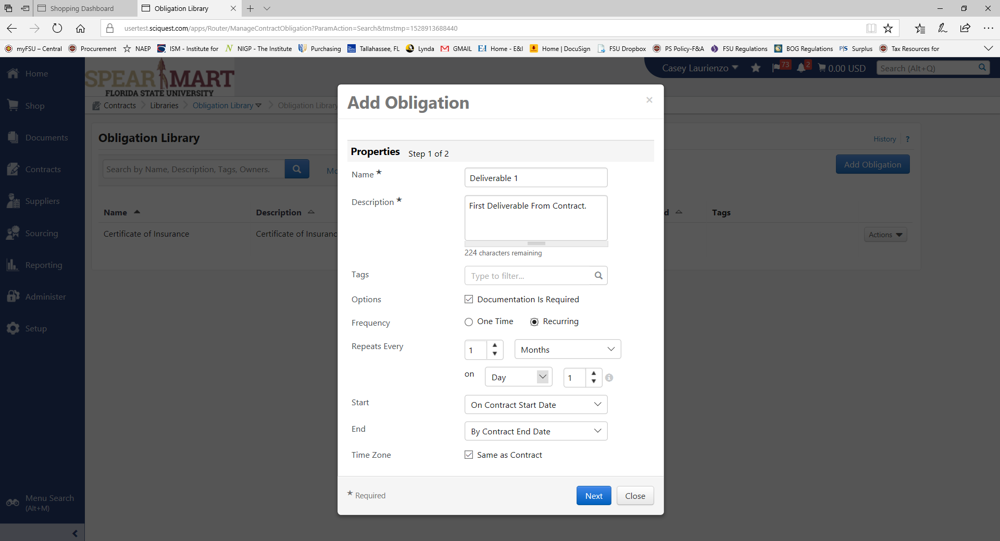 Shopping Dashboard
Obligation Library
usertest.sciquest.com/apps/Router/ManageContractObligation?ParamAction=Search&tmstmp=1528913688440
myFSU – Central
Procurement
NAEP
ISM - Institute for
NIGP - The Institute
Purchasing
Tallahassee, FL
Lynda
GMAIL
Home - E&I
Home | DocuSign
FSU Dropbox
PS Policy-F&A
FSU Regulations
BOG Regulations
Surplus
Tax Resources for
SPEARMART
FLORIDA STATE UNIVERSITY
Casey Laurienzo
73
2
0.00 USD
Search (Alt+Q)
Home
Shop
Documents
Contracts
Suppliers
Sourcing
Reporting
Administer
Setup
Menu Search
(Alt+M)
Contracts
Libraries
Obligation Library
Obligation Library
Obligation Library
History
?
Search by Name, Description, Tags, Owners.
Mo
Add Obligation
Name
Description
d
Tags
Certificate of Insurance
Certificate of Insuranc
Actions
Add Obligation
×
Properties Step 1 of 2
Name ★
Deliverable 1
Description ★
First Deliverable From Contract.
224 characters remaining
Tags
Type to filter...
Options
Documentation Is Required
Frequency
One Time
Recurring
Repeats Every
1
Months
on
Day
1
Start
On Contract Start Date
End
By Contract End Date
Time Zone
Same as Contract
★ Required
Next
Close